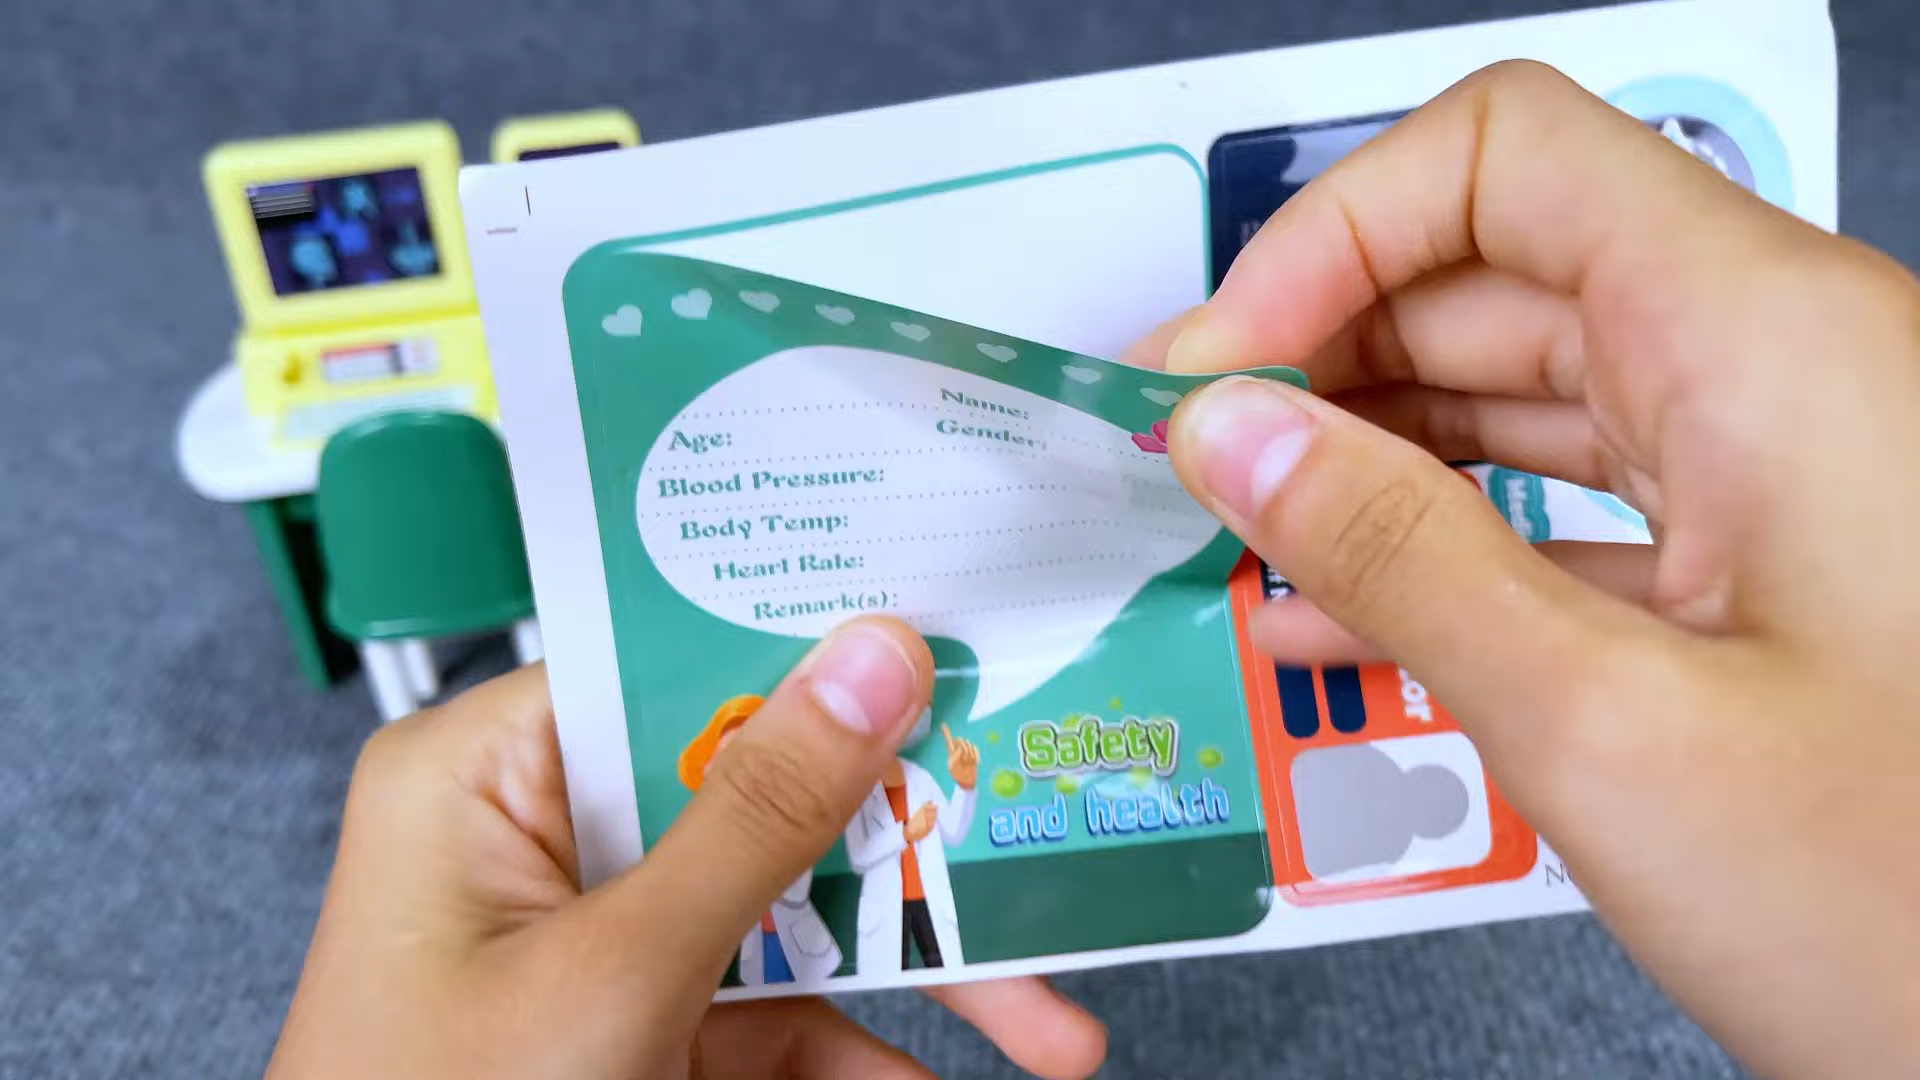 Name:
Age:
Gender:
Blood Pressure:
Body Temp:
Heart Rate:
Remark(s):
Safety
and health